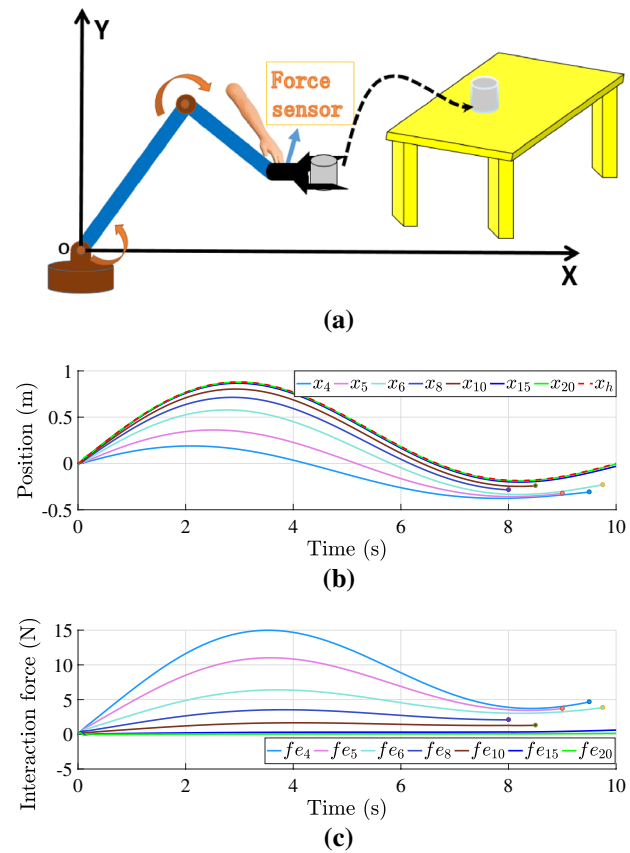 Y
Force
sensor
O
X
(a)
1
0.5
0
-0.5
Position (m)
x4 x5 x6 x8 x10 x15 x20 xh
0 2 4 6 8 10
Time (s)
(b)
15
10
5
0
-5
Interaction force (N)
fe4 fe5 fe6 fe8 fe10 fe15 fe20
0 2 4 6 8 10
Time (s)
(c)